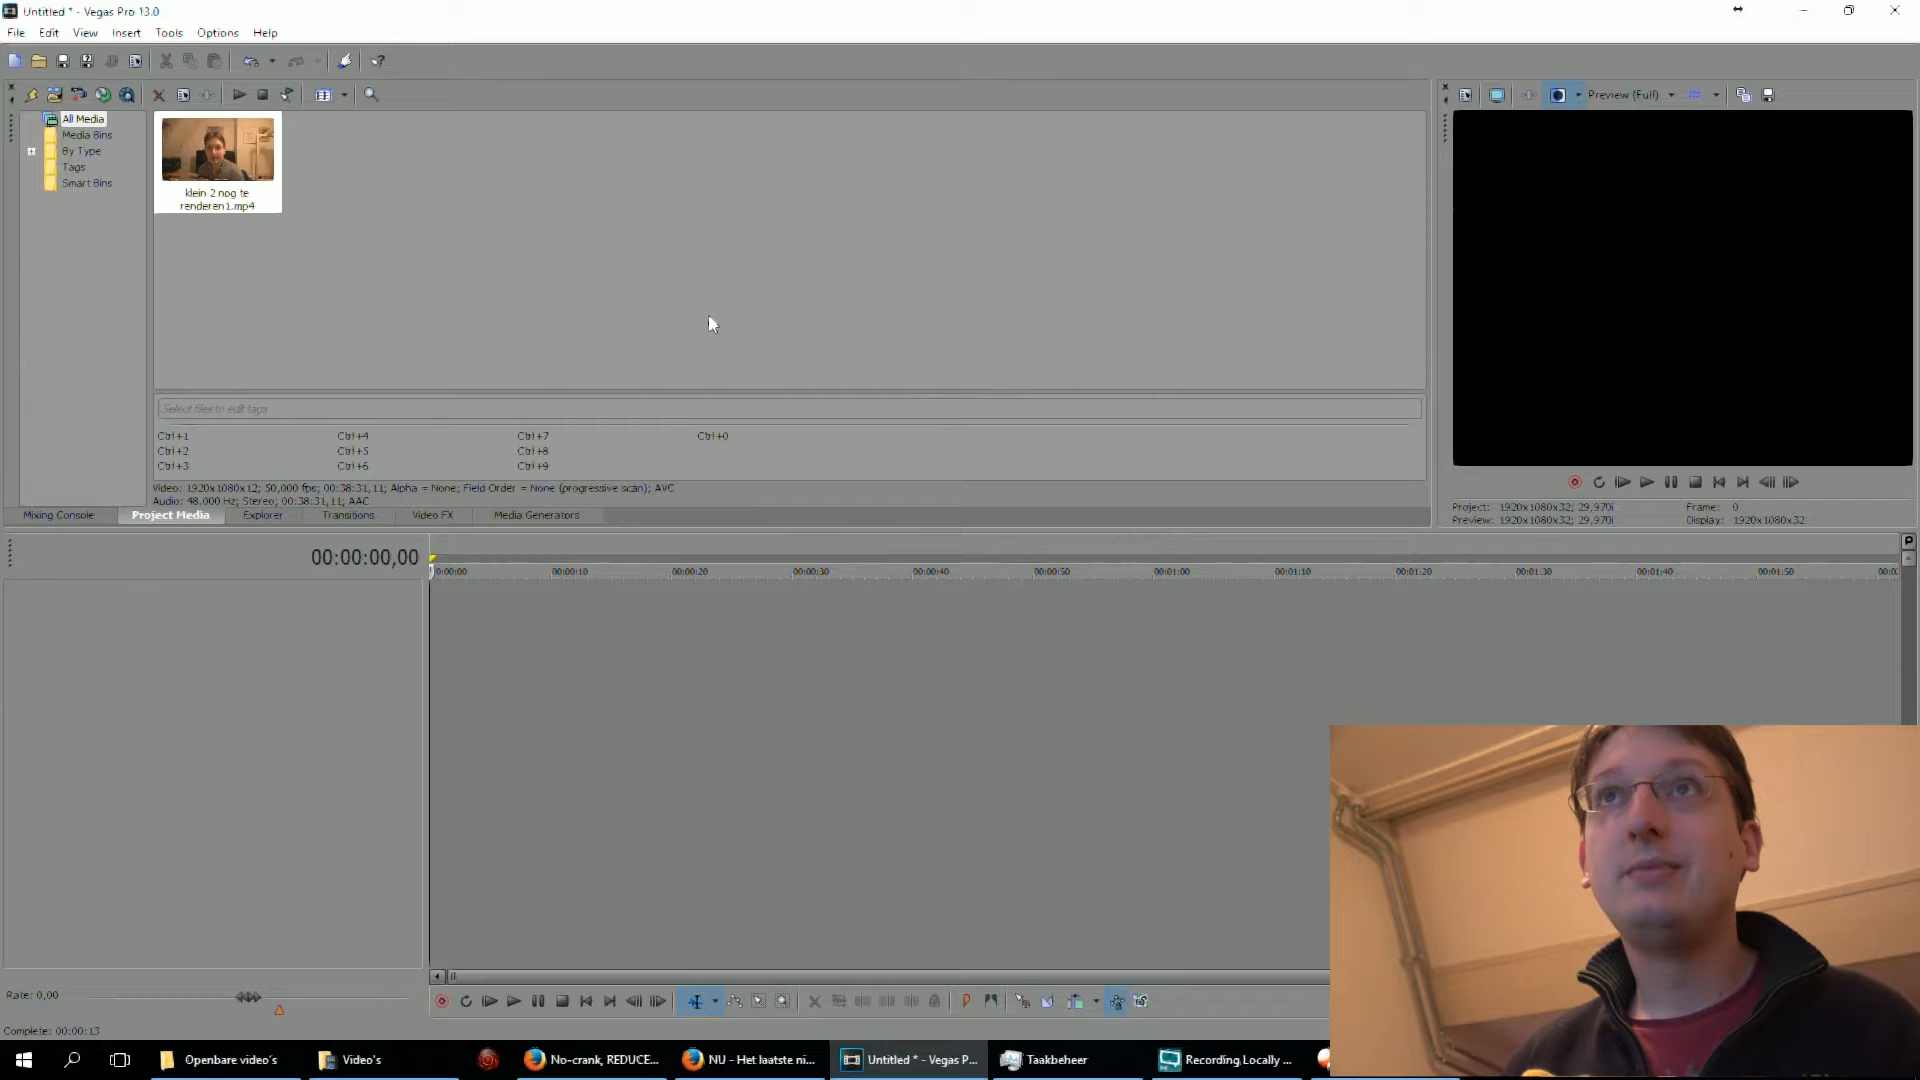 Untitled * - Vegas Pro 13.0
File Edit View Insert Tools Options Help
Preview (Full)
All Media
Media Bins
By Type
Tags
Smart Bins
klein 2 nog te
renderen1.mp4
Select files to edit tags
Ctrl+1 Ctrl+4 Ctrl+7 Ctrl+0
Ctrl+2 Ctrl+5 Ctrl+8
Ctrl+3 Ctrl+6 Ctrl+9
Video: 1920x1080x12; 50,000 fps; 00:38:31,11; Alpha = None; Field Order = None (progressive scan); AVC
Audio: 48.000 Hz; Stereo; 00:38:31,11; AAC
Mixing Console Project Media Explorer Transitions Video FX Media Generators
Project: 1920x1080x32; 29,970i Frame: 0
Preview: 1920x1080x32; 29,970i Display: 1920x1080x32
00:00:00,00
0:00:00 00:00:10 00:00:20 00:00:30 00:00:40 00:00:50 00:01:00 00:01:10 00:01:20 00:01:30 00:01:40 00:01:50
Rate: 0,00
Complete: 00:00:13
Openbare video's Video's No-crank, REDUCE... NU - Het laatste ni... Untitled * - Vegas P... Taakbeheer Recording,Locally ...